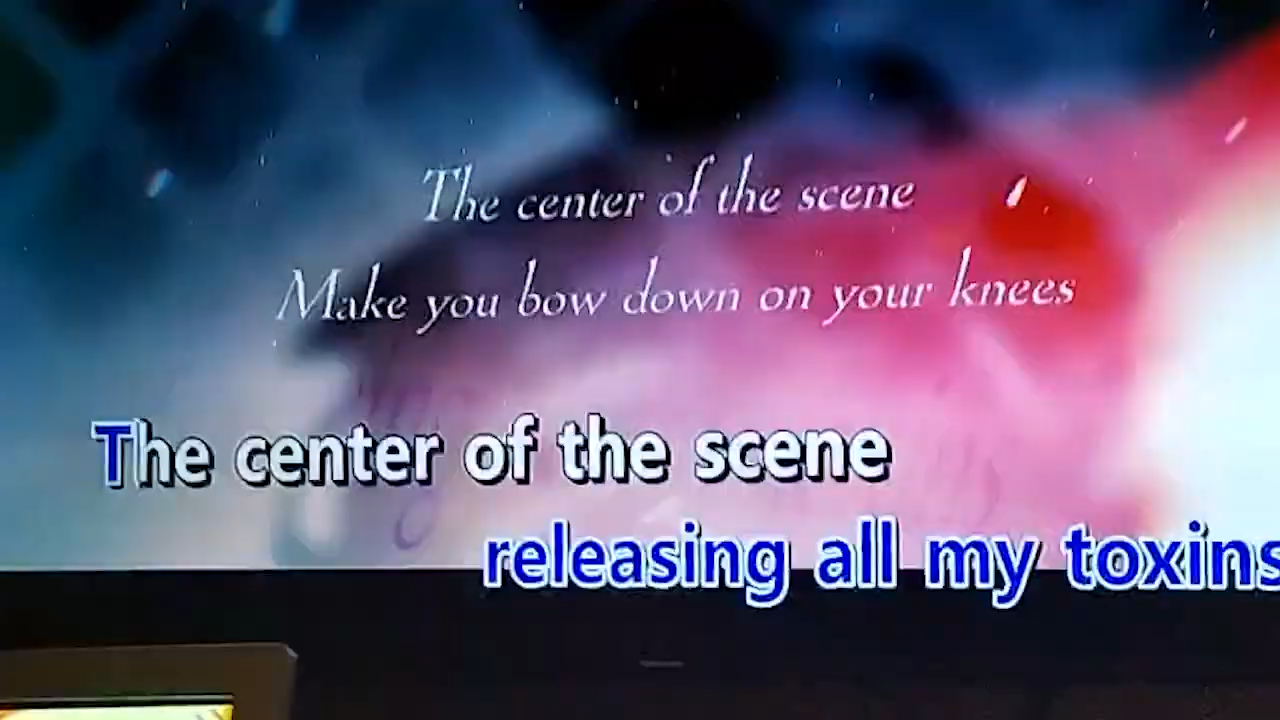 The center of the scene
Make you bow down on your knees
The center of the scene
releasing all my toxins